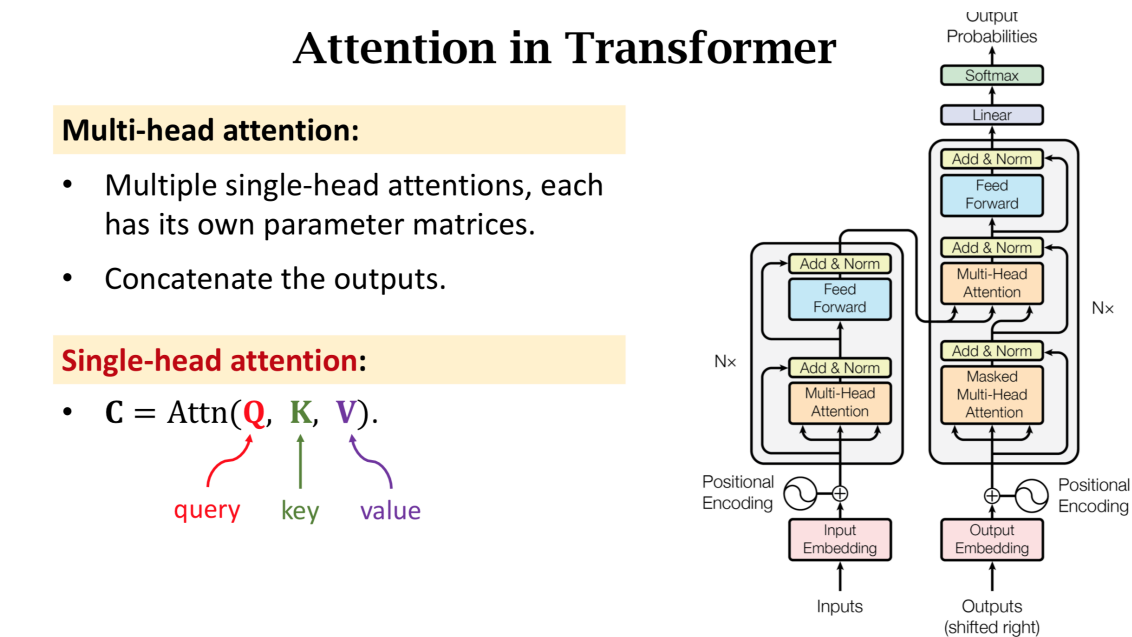 Attention in Transformer
Multi-head attention:
• Multiple single-head attentions, each
has its own parameter matrices.
• Concatenate the outputs.
Single-head attention:
• C = Attn(Q, K, V).
query
key
value
Output
Probabilities
Softmax
Linear
Add & Norm
Feed
Forward
Add & Norm
Multi-Head
Attention
Add & Norm
Masked
Multi-Head
Attention
N×
Add & Norm
Feed
Forward
Add & Norm
Multi-Head
Attention
N×
Positional
Encoding
Positional
Encoding
Input
Embedding
Output
Embedding
Inputs
Outputs
(shifted right)